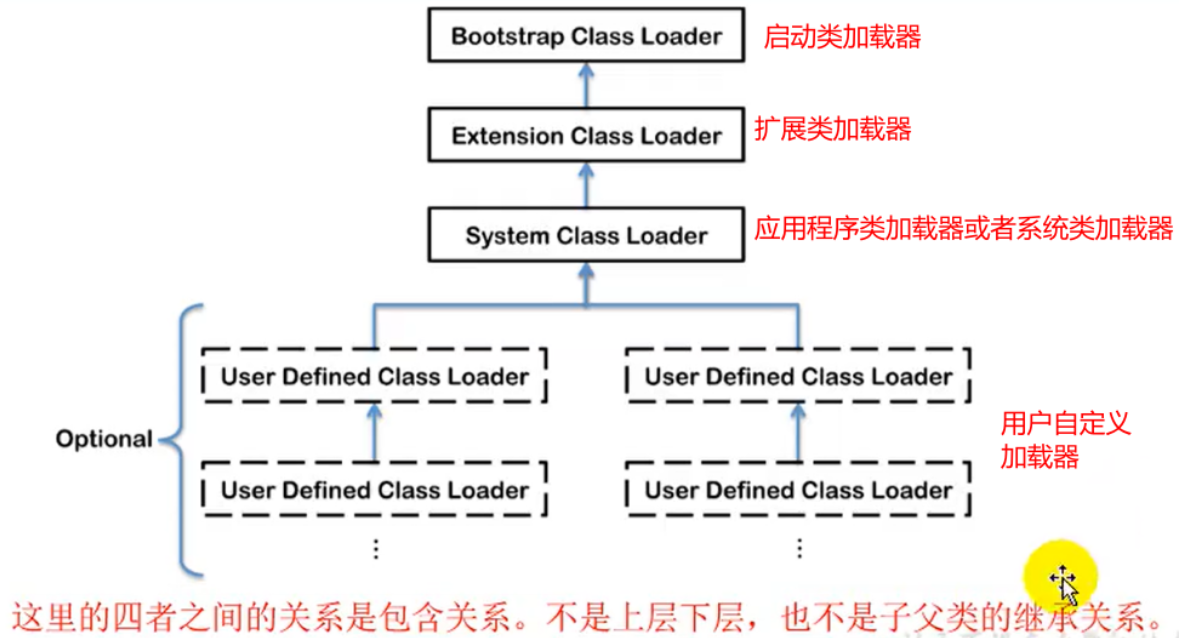 Bootstrap Class Loader 启动类加载器
Extension Class Loader 扩展类加载器
System Class Loader 应用程序类加载器或者系统类加载器
User Defined Class Loader User Defined Class Loader
用户自定义
加载器
Optional
User Defined Class Loader User Defined Class Loader
这里的四者之间的关系是包含关系。不是上层下层，也不是子父类的继承关系。